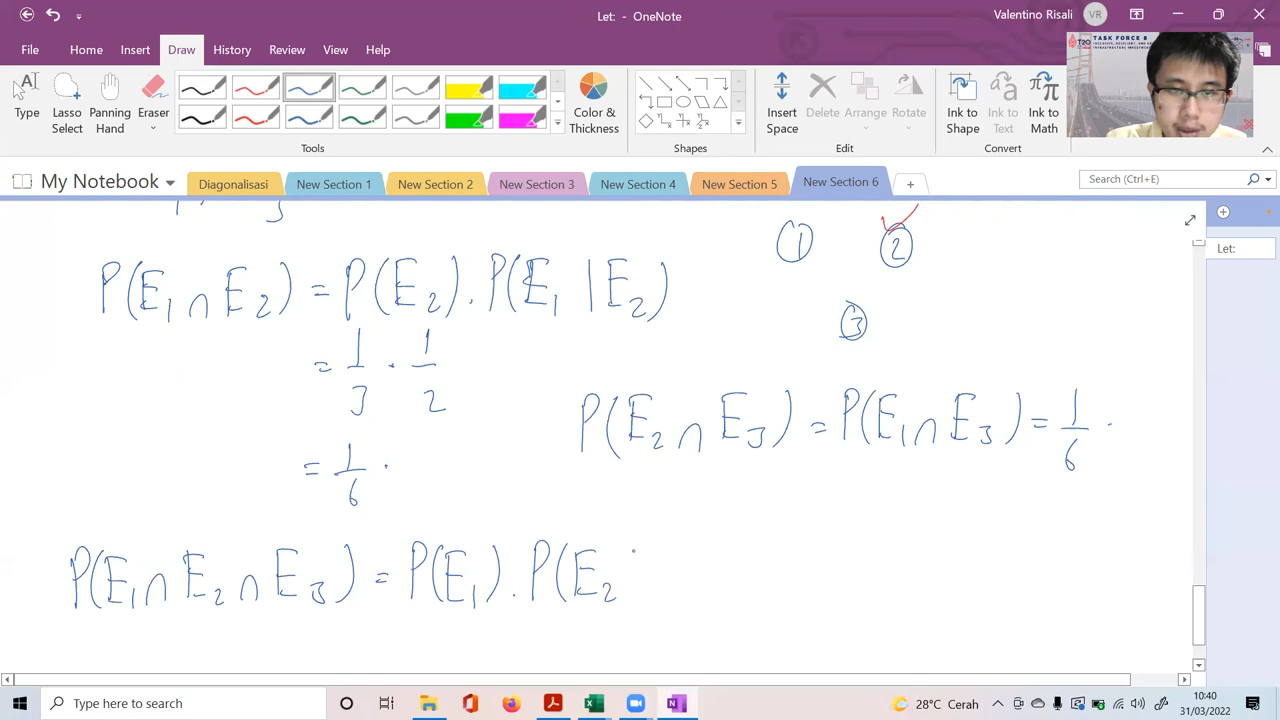 Let: - OneNote
Valentino Risali VR
TASK FORCE 8
T20
File Home Insert Draw History Review View Help
Type Lasso Select Panning Hand Eraser Color & Thickness Insert Space Delete Arrange Rotate Ink to Shape Ink to Text Ink to Math
Tools Shapes Edit Convert
My Notebook Diagonalisasi New Section 1 New Section 2 New Section 3 New Section 4 New Section 5 New Section 6 Search (Ctrl+E)
Let:
1 2
P(E₁ ∩ E₂) = P(E₂) . P(E₁ | E₂)
3
= 1/3 . 1/2
P(E₂ ∩ E₃) = P(E₁ ∩ E₃) = 1/6 .
= 1/6 .
P(E₁ ∩ E₂ ∩ E₃) = P(E₁) . P(E₂
Type here to search
28°C Cerah
10:40
31/03/2022